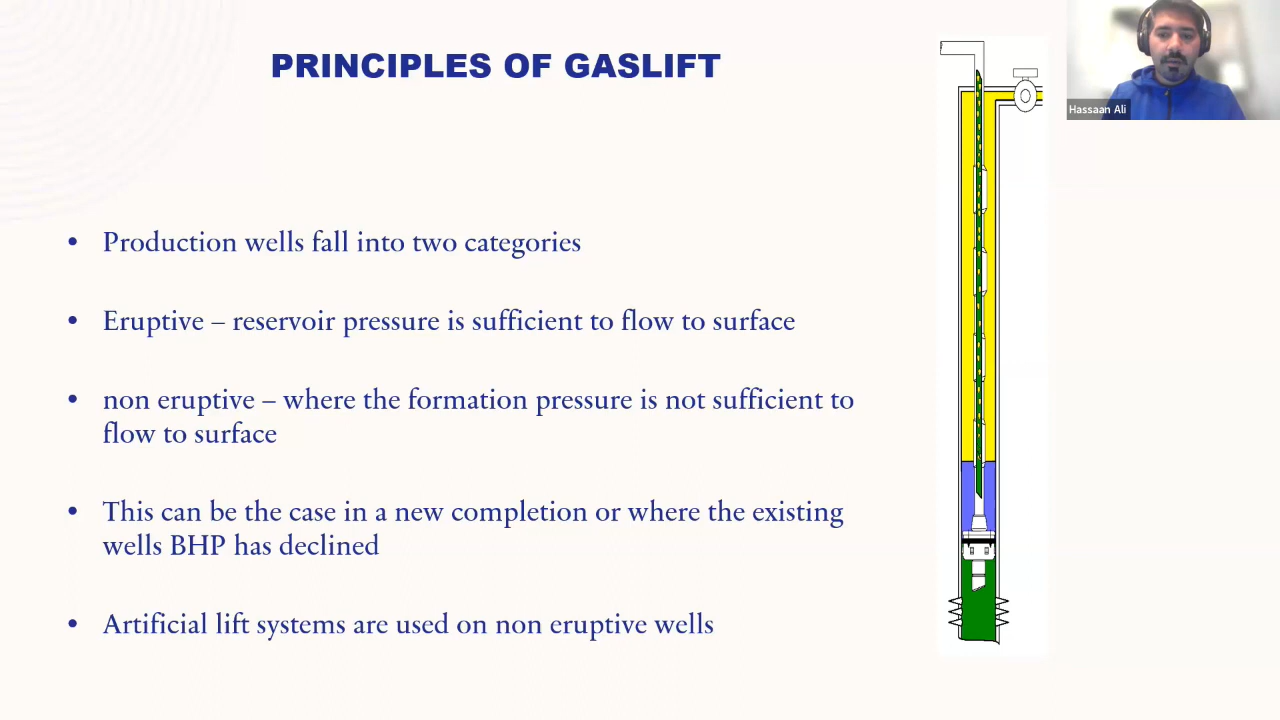 PRINCIPLES OF GASLIFT
Hassaan Ali
• Production wells fall into two categories
• Eruptive – reservoir pressure is sufficient to flow to surface
• non eruptive – where the formation pressure is not sufficient to
flow to surface
• This can be the case in a new completion or where the existing
wells BHP has declined
• Artificial lift systems are used on non eruptive wells